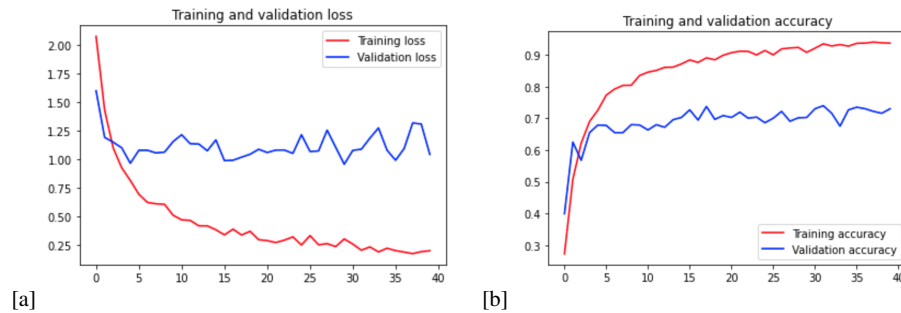 Training and validation loss
2.00
1.75
1.50
1.25
1.00
0.75
0.50
0.25
0 5 10 15 20 25 30 35 40
Training loss
Validation loss
[a]
Training and validation accuracy
0.9
0.8
0.7
0.6
0.5
0.4
0.3
0 5 10 15 20 25 30 35 40
Training accuracy
Validation accuracy
[b]